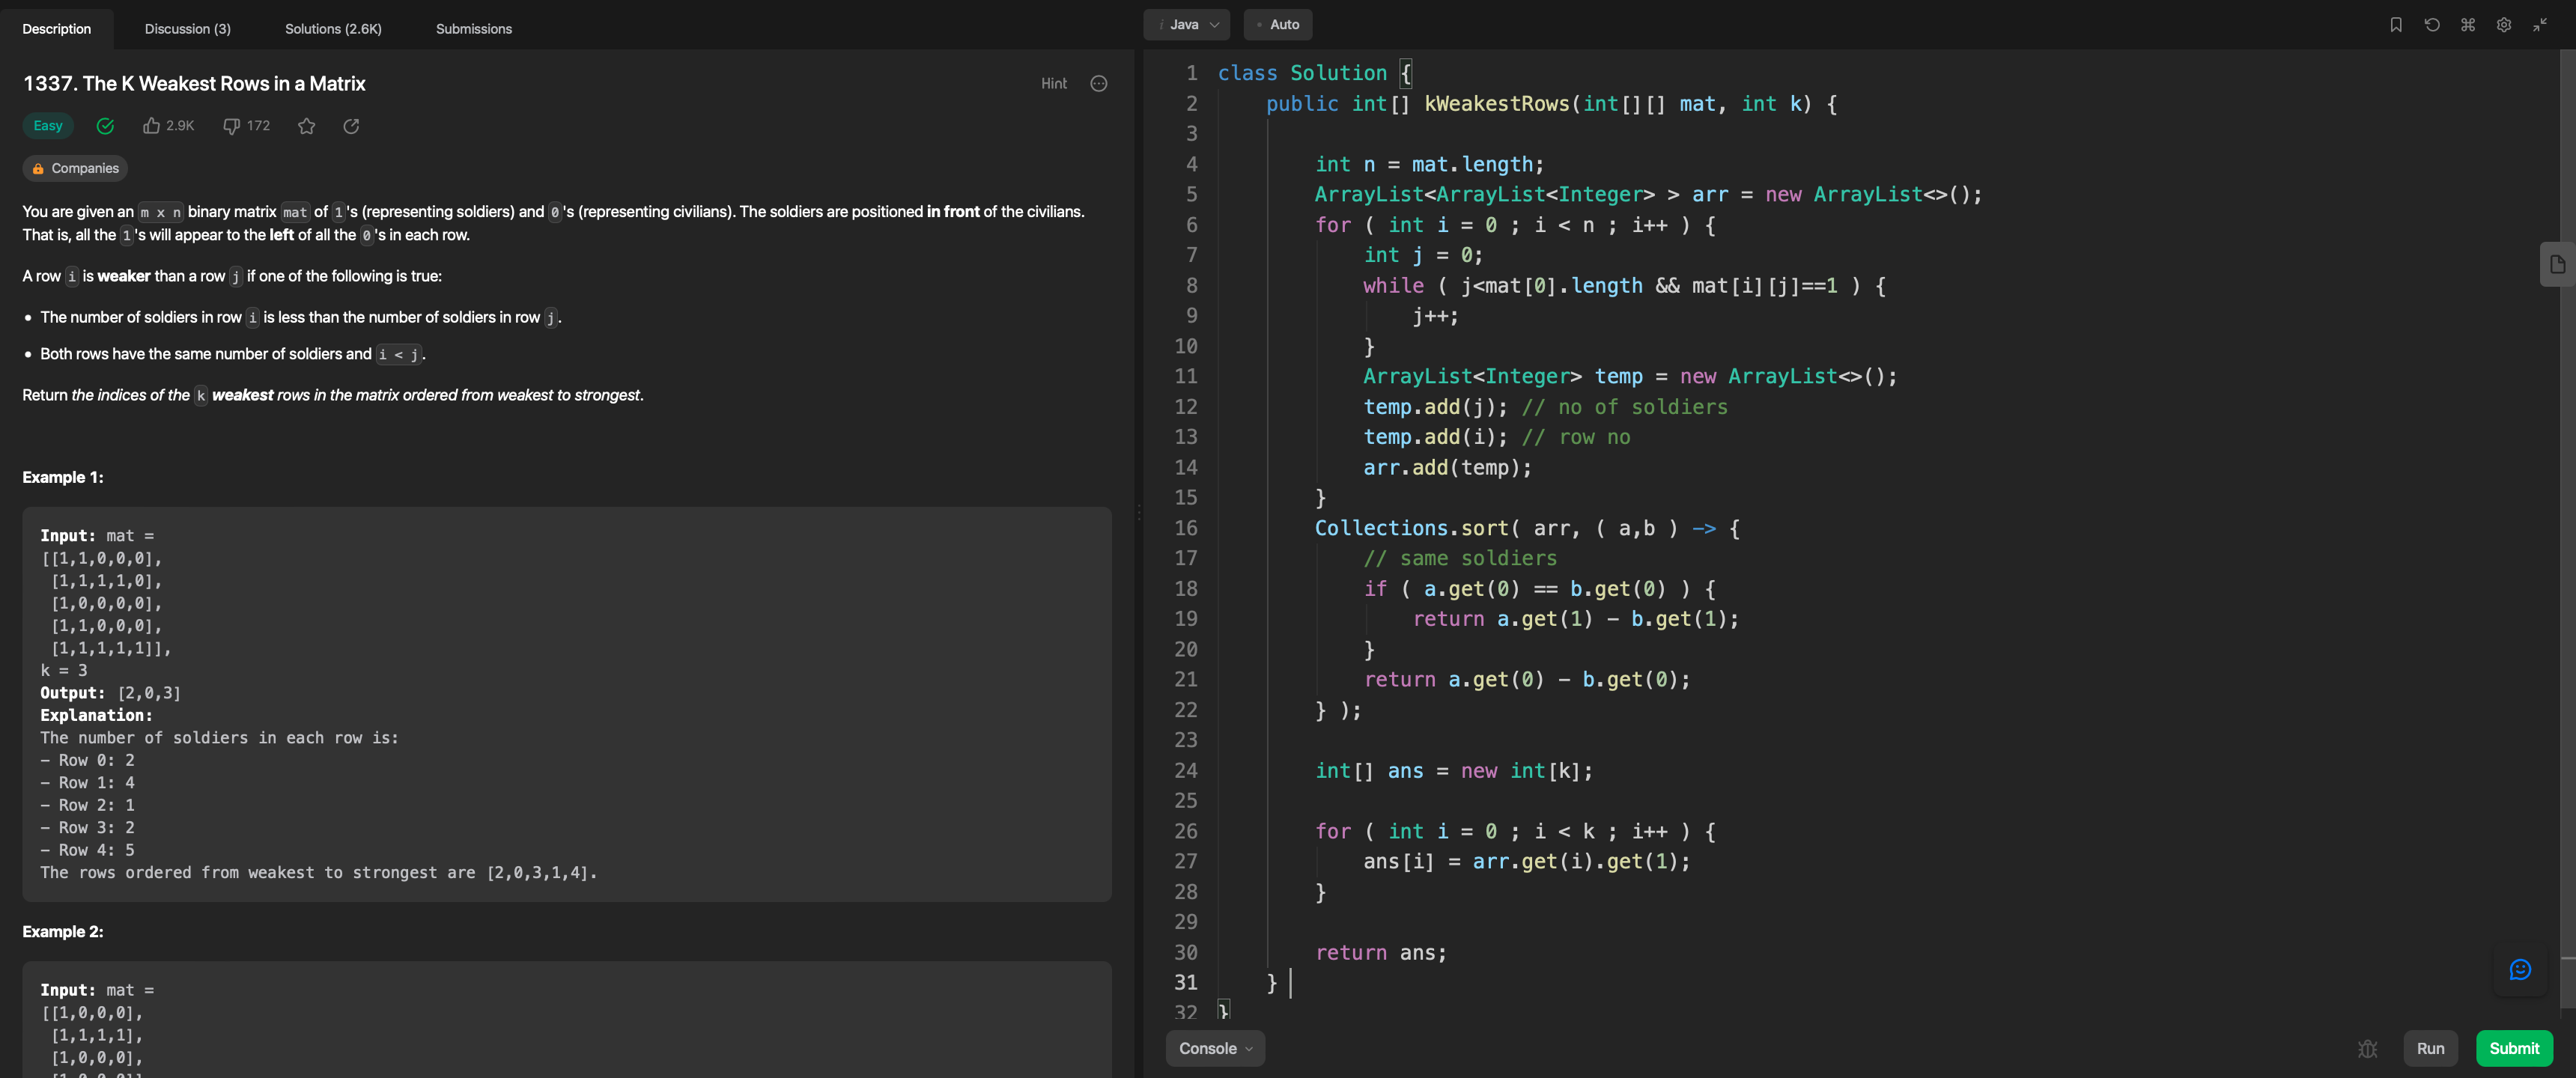 Description
Discussion (3)
Solutions (2.6K)
Submissions
1337. The K Weakest Rows in a Matrix
Hint
Easy
2.9K
172
Companies
You are given an m x n binary matrix mat of 1's (representing soldiers) and 0's (representing civilians). The soldiers are positioned in front of the civilians.
That is, all the 1's will appear to the left of all the 0's in each row.
A row i is weaker than a row j if one of the following is true:
• The number of soldiers in row i is less than the number of soldiers in row j.
• Both rows have the same number of soldiers and i < j.
Return the indices of the k weakest rows in the matrix ordered from weakest to strongest.
Example 1:
Input: mat =
[[1,1,0,0,0],
[1,1,1,1,0],
[1,0,0,0,0],
[1,1,0,0,0],
[1,1,1,1,1]],
k = 3
Output: [2,0,3]
Explanation:
The number of soldiers in each row is:
- Row 0: 2
- Row 1: 4
- Row 2: 1
- Row 3: 2
- Row 4: 5
The rows ordered from weakest to strongest are [2,0,3,1,4].
Example 2:
Input: mat =
[[1,0,0,0],
[1,1,1,1],
[1,0,0,0],
i Java
Auto
1 class Solution {
2 public int[] kWeakestRows(int[][] mat, int k) {
3
4 int n = mat.length;
5 ArrayList<ArrayList<Integer> > arr = new ArrayList<>();
6 for ( int i = 0 ; i < n ; i++ ) {
7 int j = 0;
8 while ( j<mat[0].length && mat[i][j]==1 ) {
9 j++;
10 }
11 ArrayList<Integer> temp = new ArrayList<>();
12 temp.add(j); // no of soldiers
13 temp.add(i); // row no
14 arr.add(temp);
15 }
16 Collections.sort( arr, ( a,b ) -> {
17 // same soldiers
18 if ( a.get(0) == b.get(0) ) {
19 return a.get(1) - b.get(1);
20 }
21 return a.get(0) - b.get(0);
22 } );
23
24 int[] ans = new int[k];
25
26 for ( int i = 0 ; i < k ; i++ ) {
27 ans[i] = arr.get(i).get(1);
28 }
29
30 return ans;
31 }
32 }
Console
Run
Submit